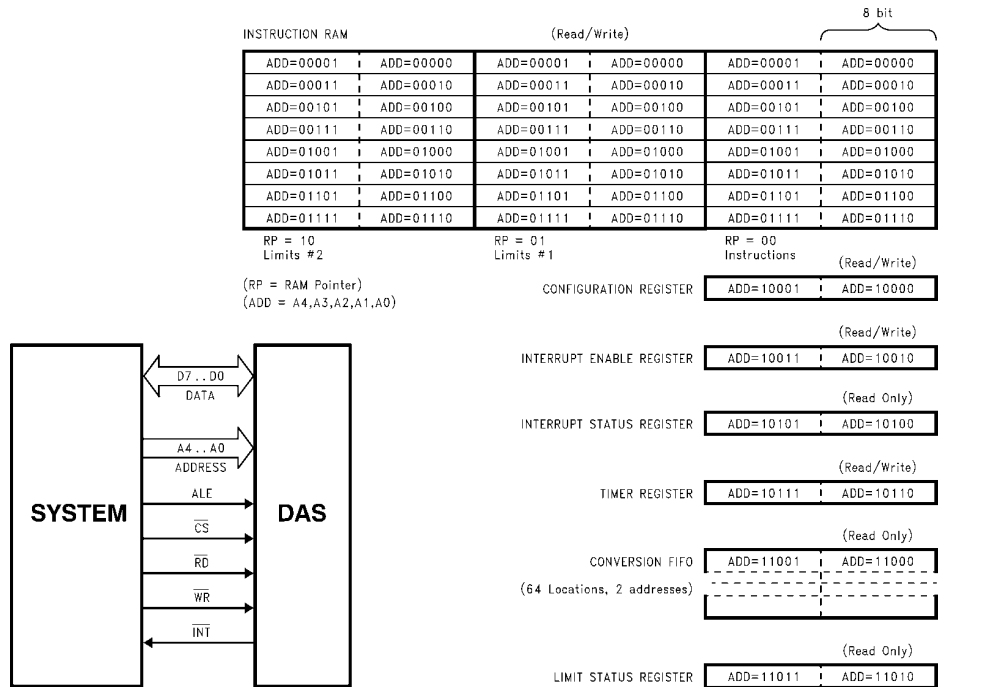 8 bit
INSTRUCTION RAM (Read/Write)
ADD=00001 ADD=00000 ADD=00001 ADD=00000 ADD=00001 ADD=00000
ADD=00011 ADD=00010 ADD=00011 ADD=00010 ADD=00011 ADD=00010
ADD=00101 ADD=00100 ADD=00101 ADD=00100 ADD=00101 ADD=00100
ADD=00111 ADD=00110 ADD=00111 ADD=00110 ADD=00111 ADD=00110
ADD=01001 ADD=01000 ADD=01001 ADD=01000 ADD=01001 ADD=01000
ADD=01011 ADD=01010 ADD=01011 ADD=01010 ADD=01011 ADD=01010
ADD=01101 ADD=01100 ADD=01101 ADD=01100 ADD=01101 ADD=01100
ADD=01111 ADD=01110 ADD=01111 ADD=01110 ADD=01111 ADD=01110
RP = 10 RP = 01 RP = 00
Limits #2 Limits #1 Instructions
(RP = RAM Pointer)
(ADD = A4,A3,A2,A1,A0)
(Read/Write)
CONFIGURATION REGISTER ADD=10001 ADD=10000
(Read/Write)
INTERRUPT ENABLE REGISTER ADD=10011 ADD=10010
(Read Only)
INTERRUPT STATUS REGISTER ADD=10101 ADD=10100
(Read/Write)
TIMER REGISTER ADD=10111 ADD=10110
(Read Only)
CONVERSION FIFO ADD=11001 ADD=11000
(64 Locations, 2 addresses)
(Read Only)
LIMIT STATUS REGISTER ADD=11011 ADD=11010
SYSTEM
D7..D0
DATA
A4..A0
ADDRESS
ALE
C̅S̅
R̅D̅
W̅R̅
I̅N̅T̅
DAS